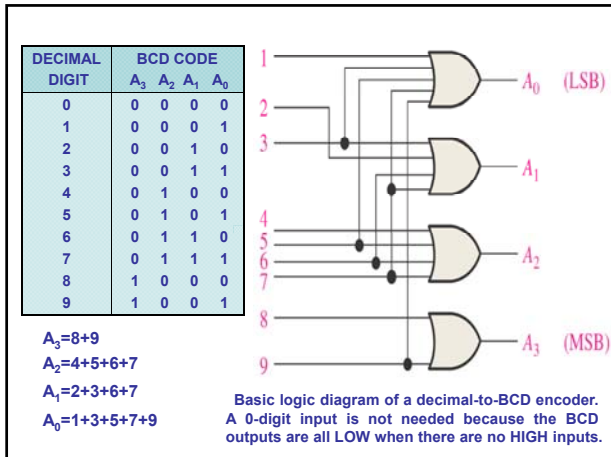 DECIMAL DIGIT BCD CODE
A₃ A₂ A₁ A₀
0 0 0 0 0
1 0 0 0 1
2 0 0 1 0
3 0 0 1 1
4 0 1 0 0
5 0 1 0 1
6 0 1 1 0
7 0 1 1 1
8 1 0 0 0
9 1 0 0 1
A₃=8+9
A₂=4+5+6+7
A₁=2+3+6+7
A₀=1+3+5+7+9
1
2
3
4
5
6
7
8
9
A₀ (LSB)
A₁
A₂
A₃ (MSB)
Basic logic diagram of a decimal-to-BCD encoder.
A 0-digit input is not needed because the BCD
outputs are all LOW when there are no HIGH inputs.